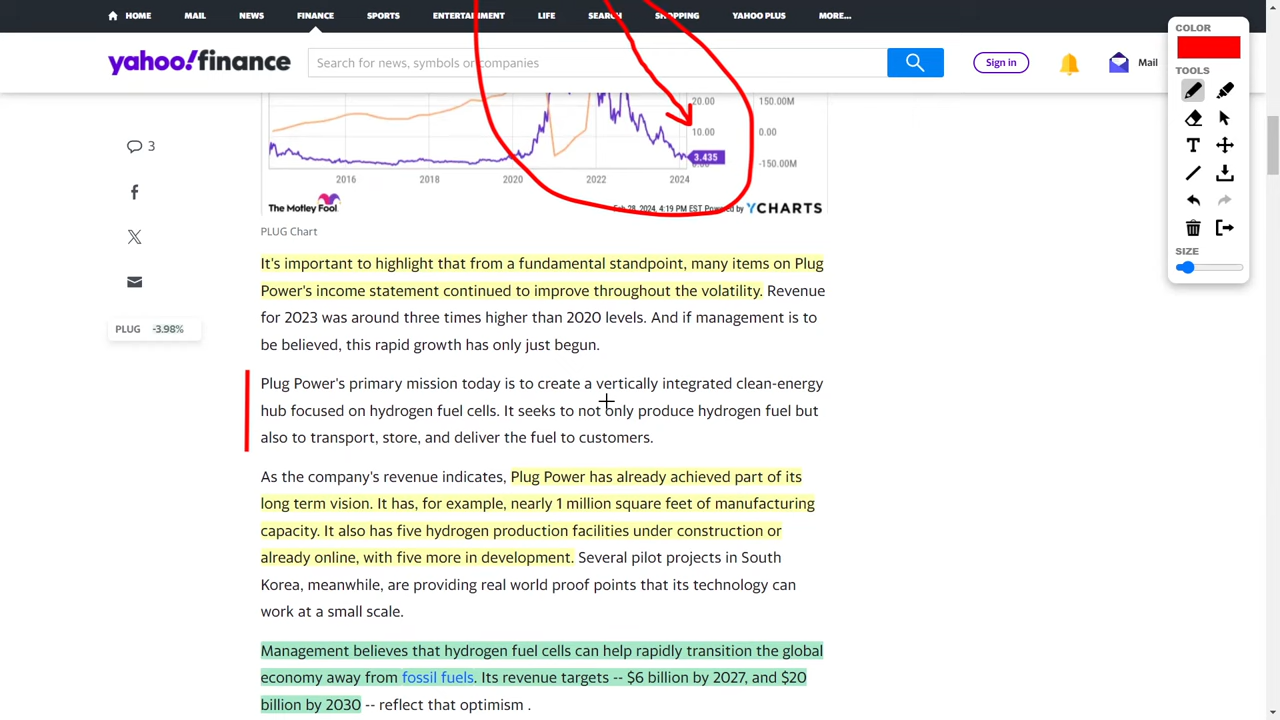 HOME MAIL NEWS FINANCE SPORTS ENTERTAINMENT LIFE SEARCH SHOPPING YAHOO PLUS MORE...
yahoo!finance
Search for news, symbols or companies
Sign in
Mail
COLOR
TOOLS
SIZE
20.00 150.00M
10.00 0.00
3.435 -150.00M
2016 2018 2020 2022 2024
The Motley Fool
Feb 28, 2024, 4:19 PM EST Powered by YCHARTS
PLUG Chart
3
PLUG -3.98%
It's important to highlight that from a fundamental standpoint, many items on Plug
Power's income statement continued to improve throughout the volatility. Revenue
for 2023 was around three times higher than 2020 levels. And if management is to
be believed, this rapid growth has only just begun.
Plug Power's primary mission today is to create a vertically integrated clean-energy
hub focused on hydrogen fuel cells. It seeks to not only produce hydrogen fuel but
also to transport, store, and deliver the fuel to customers.
As the company's revenue indicates, Plug Power has already achieved part of its
long term vision. It has, for example, nearly 1 million square feet of manufacturing
capacity. It also has five hydrogen production facilities under construction or
already online, with five more in development. Several pilot projects in South
Korea, meanwhile, are providing real world proof points that its technology can
work at a small scale.
Management believes that hydrogen fuel cells can help rapidly transition the global
economy away from fossil fuels. Its revenue targets -- $6 billion by 2027, and $20
billion by 2030 -- reflect that optimism .